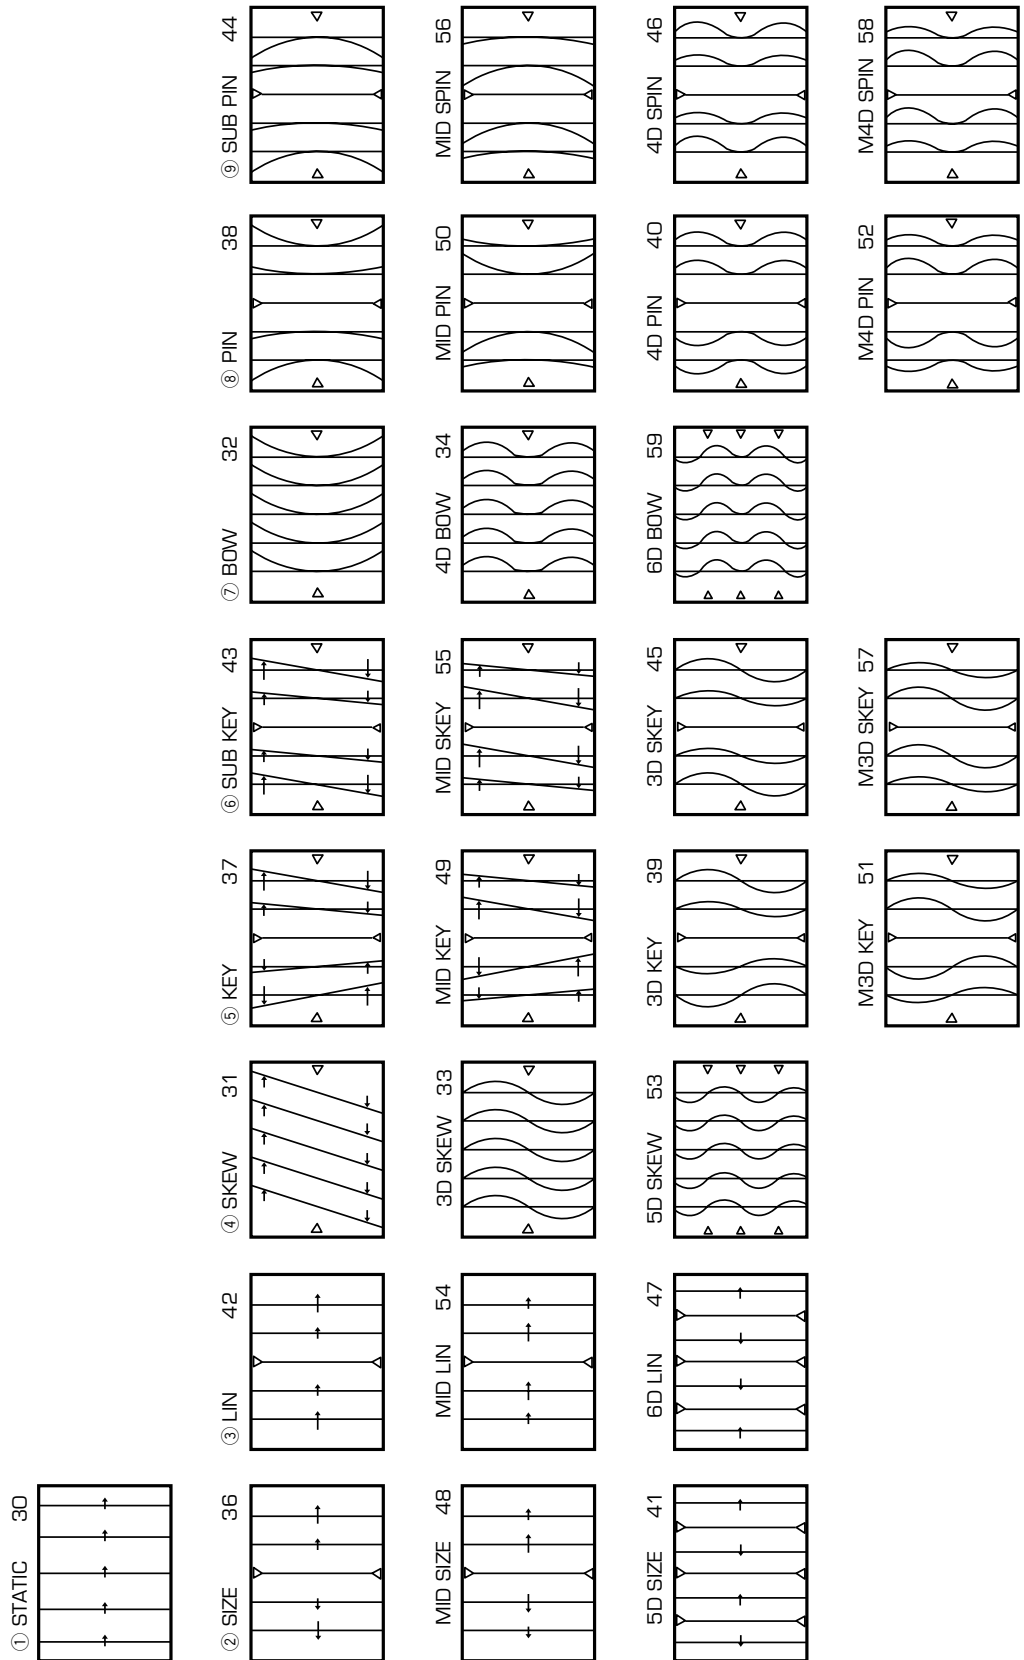 ① STATIC 30
② SIZE 36
③ LIN 42
④ SKEW 31
⑤ KEY 37
⑥ SUB KEY 43
⑦ BOW 32
⑧ PIN 38
⑨ SUB PIN 44
MID SIZE 48
MID LIN 54
3D SKEW 33
MID KEY 49
MID SKEY 55
4D BOW 34
MID PIN 50
MID SPIN 56
5D SIZE 41
6D LIN 47
5D SKEW 53
3D KEY 39
3D SKEY 45
6D BOW 59
4D PIN 40
4D SPIN 46
M3D KEY 51
M3D SKEY 57
M4D PIN 52
M4D SPIN 58